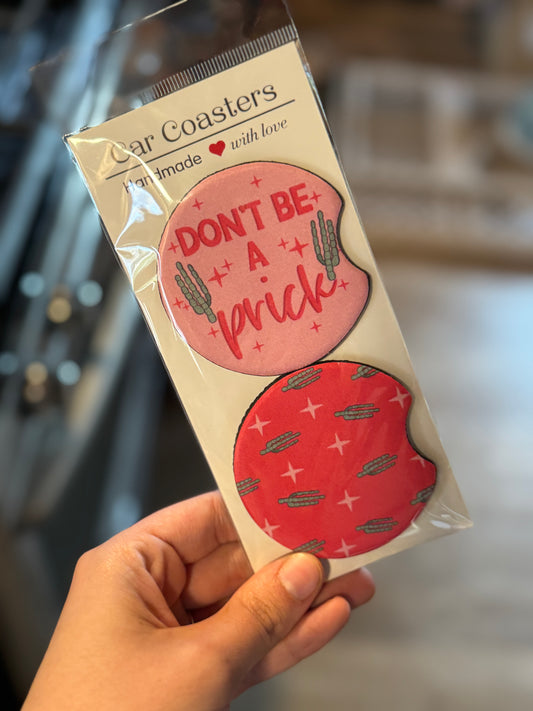 Car Coasters
Handmade ❤ with love
DON'T BE
A
prick